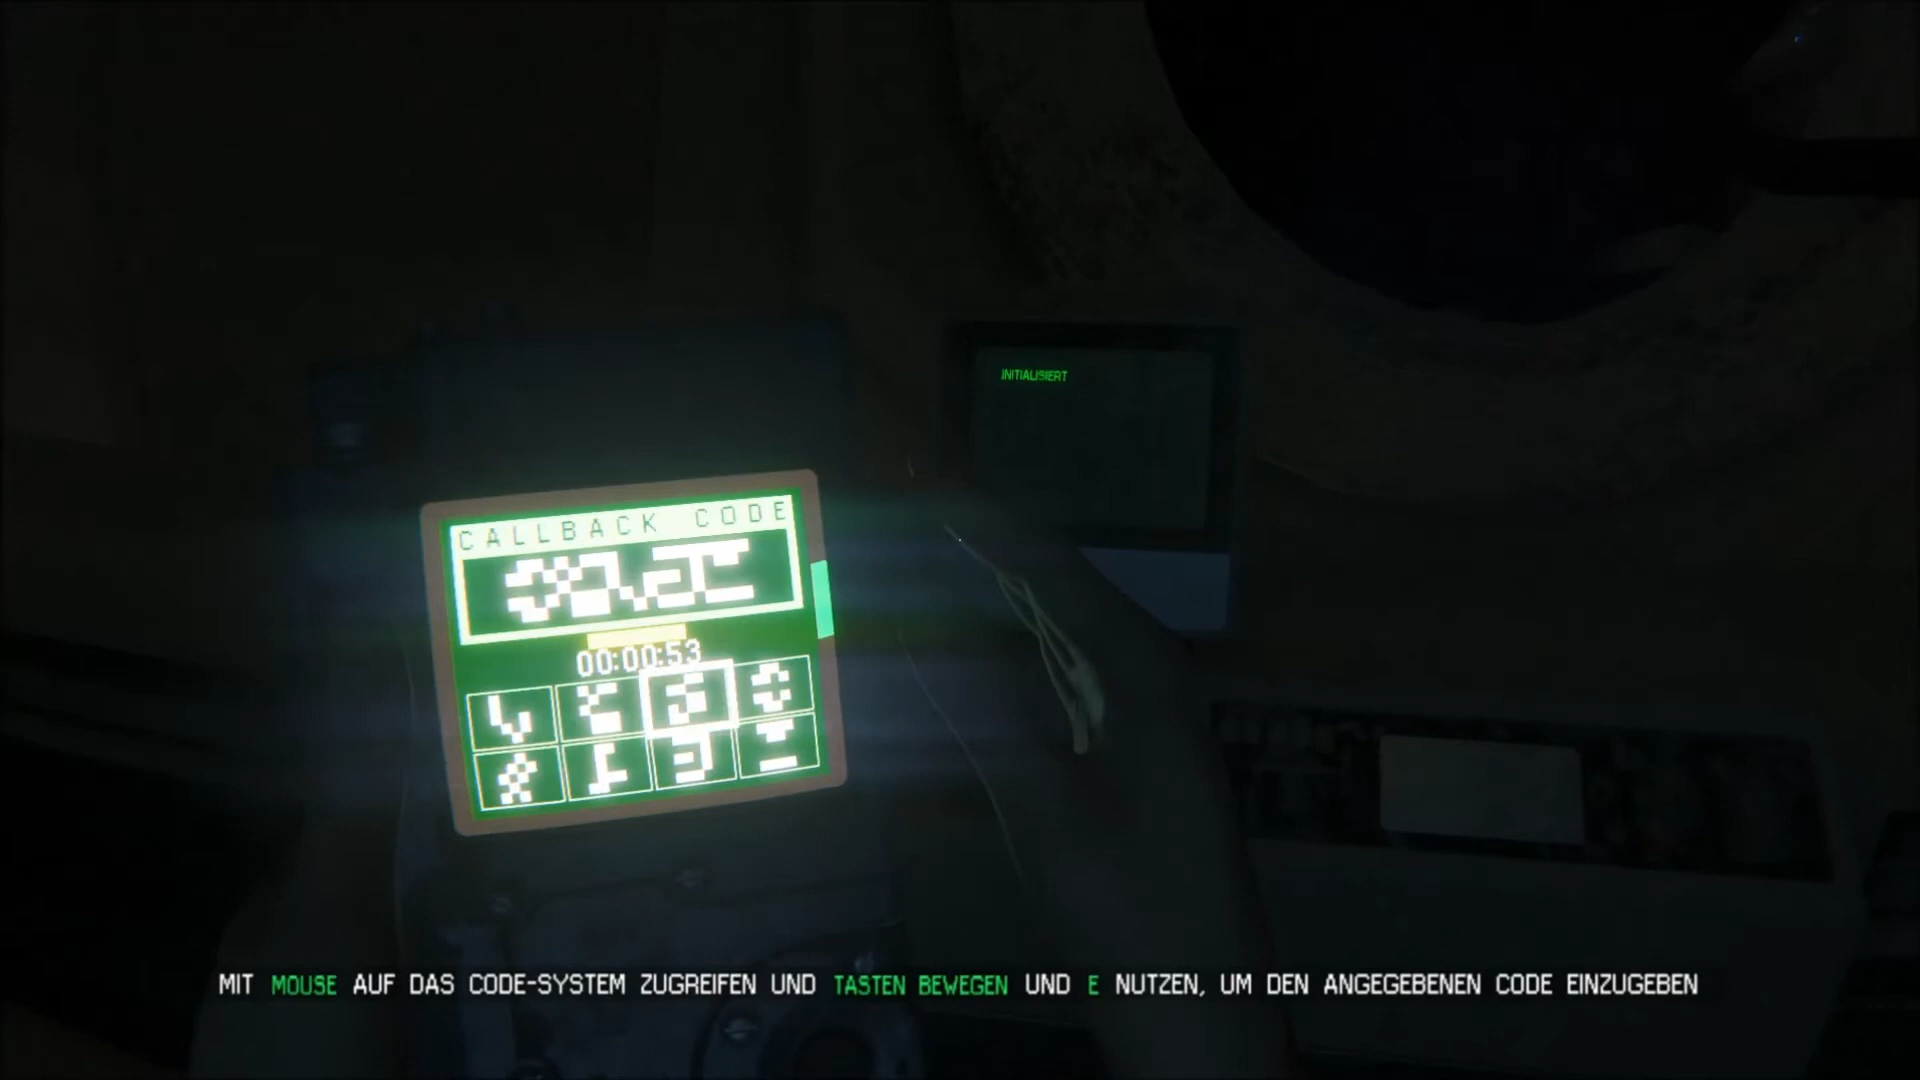 INITIALISIERT
CALLBACK CODE
00:00:53
MIT MOUSE AUF DAS CODE-SYSTEM ZUGREIFEN UND TASTEN BEWEGEN UND E NUTZEN, UM DEN ANGEGEBENEN CODE EINZUGEBEN